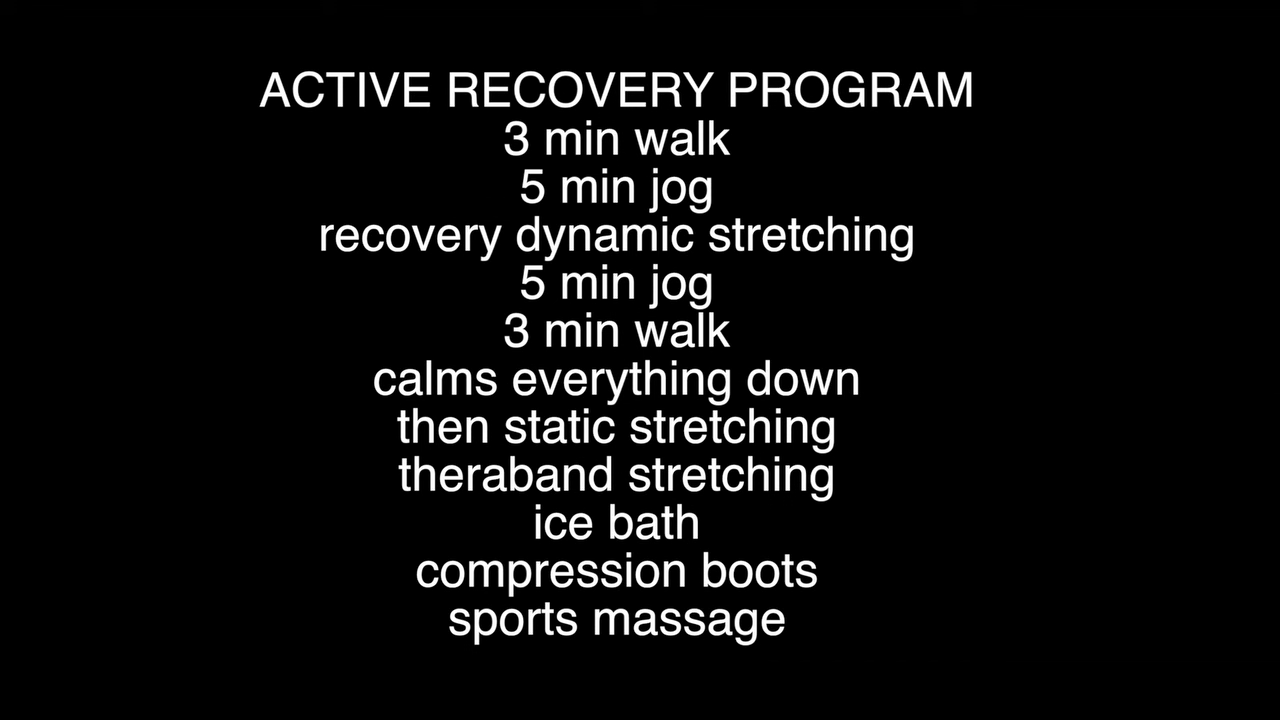 ACTIVE RECOVERY PROGRAM
3 min walk
5 min jog
recovery dynamic stretching
5 min jog
3 min walk
calms everything down
then static stretching
theraband stretching
ice bath
compression boots
sports massage